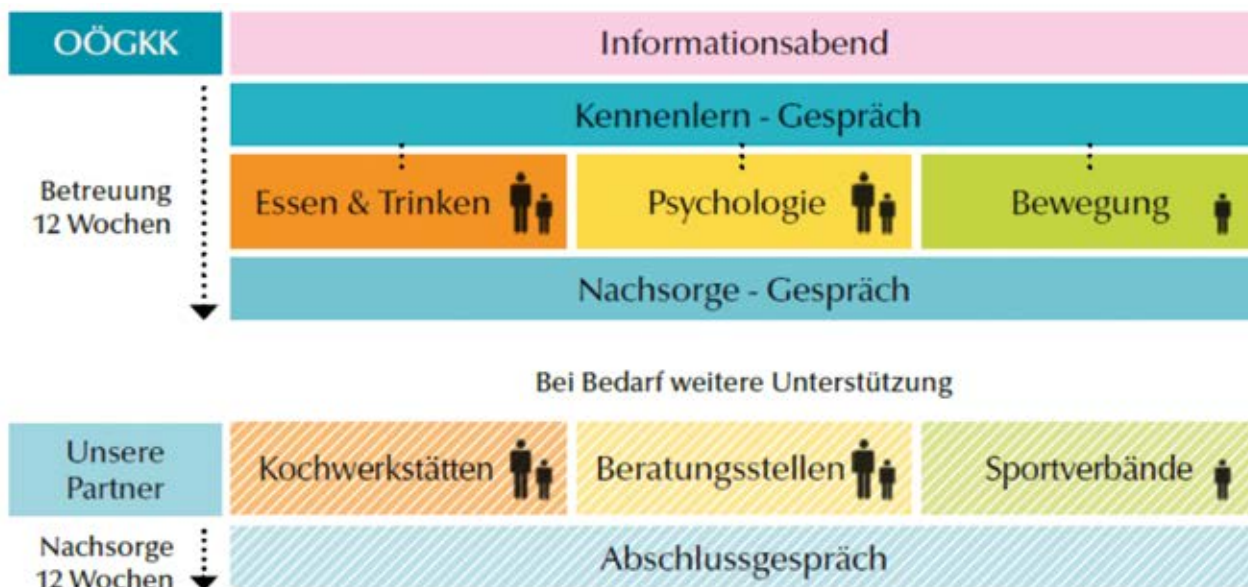 OÖGKK
Informationsabend
Kennenlern - Gespräch
Betreuung
12 Wochen
Essen & Trinken
Psychologie
Bewegung
Nachsorge - Gespräch
Bei Bedarf weitere Unterstützung
Unsere
Partner
Kochwerkstätten
Beratungsstellen
Sportverbände
Nachsorge
12 Wochen
Abschlussgespräch